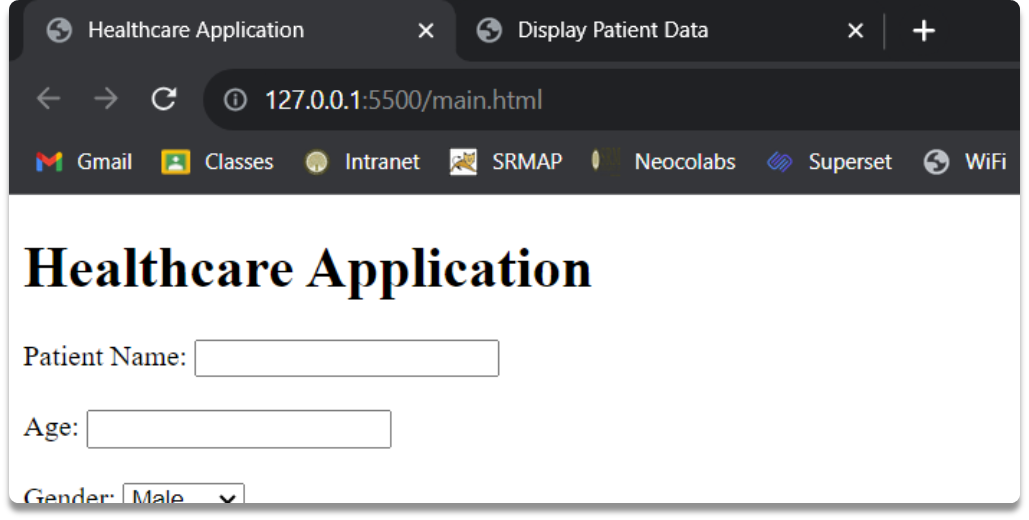 Healthcare Application Display Patient Data
127.0.0.1:5500/main.html
Gmail Classes Intranet SRMAP Neocolabs Superset WiFi
Healthcare Application
Patient Name:
Age:
Gender: Male